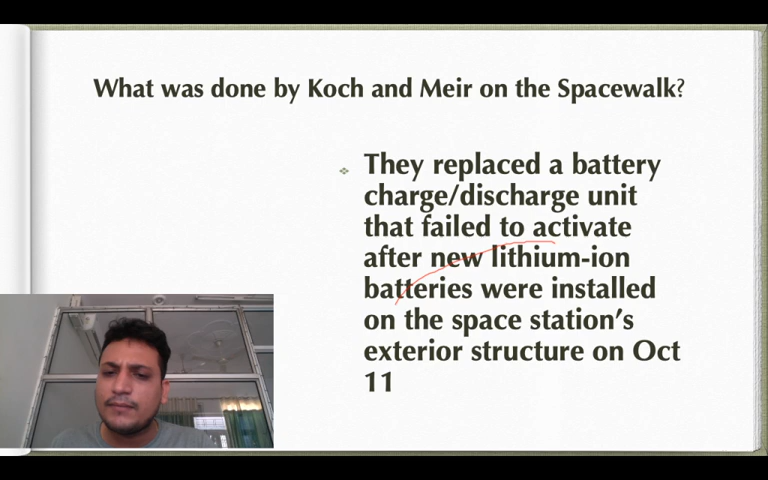 What was done by Koch and Meir on the Spacewalk?
They replaced a battery
charge/discharge unit
that failed to activate
after new lithium-ion
batteries were installed
on the space station’s
exterior structure on Oct
11